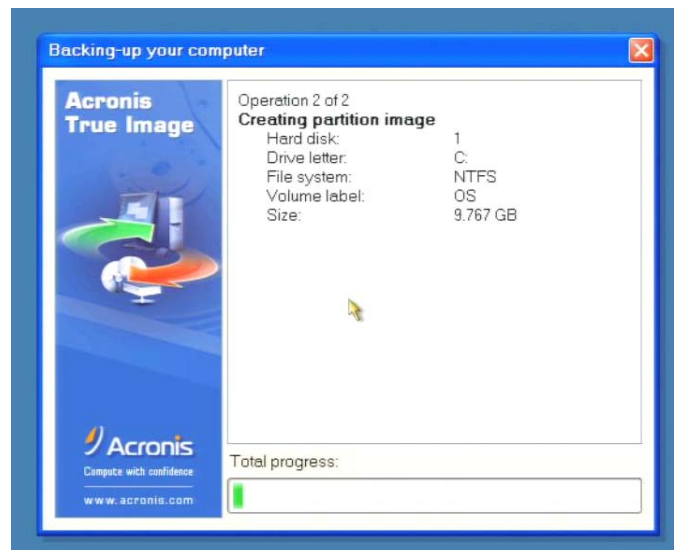 Backing-up your computer
Acronis
True Image
Operation 2 of 2
Creating partition image
Hard disk: 1
Drive letter: C:
File system: NTFS
Volume label: OS
Size: 9.767 GB
Acronis
Compute with confidence
www.acronis.com
Total progress: